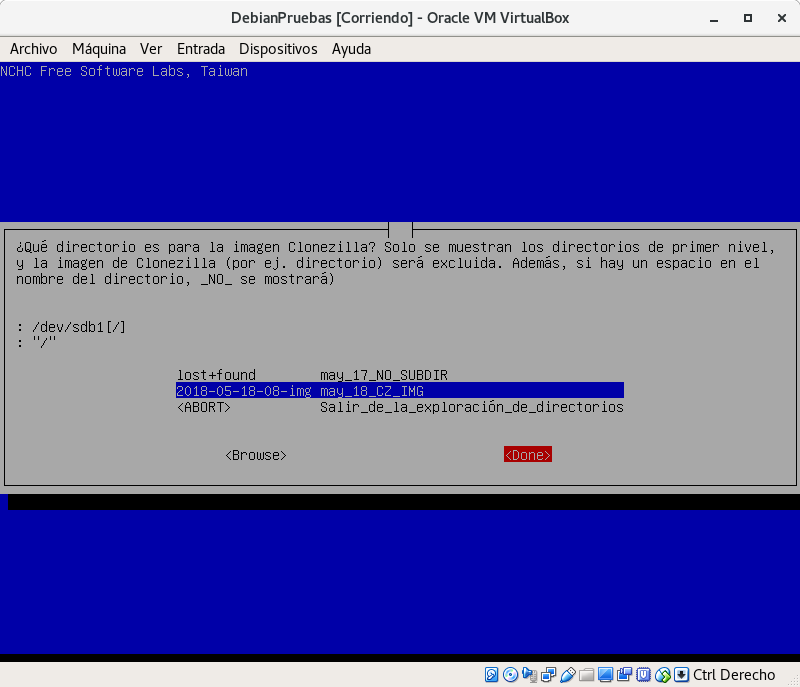 DebianPruebas [Corriendo] - Oracle VM VirtualBox
Archivo Máquina Ver Entrada Dispositivos Ayuda
NCHC Free Software Labs, Taiwan
¿Qué directorio es para la imagen Clonezilla? Solo se muestran los directorios de primer nivel,
y la imagen de Clonezilla (por ej. directorio) será excluida. Además, si hay un espacio en el
nombre del directorio, _NO_ se mostrará)
: /dev/sdb1[/]
: "/"
lost+found may_17_NO_SUBDIR
2018-05-18-08-img may_18_CZ_IMG
<ABORT> Salir_de_la_exploración_de_directorios
<Browse> <Done>
Ctrl Derecho